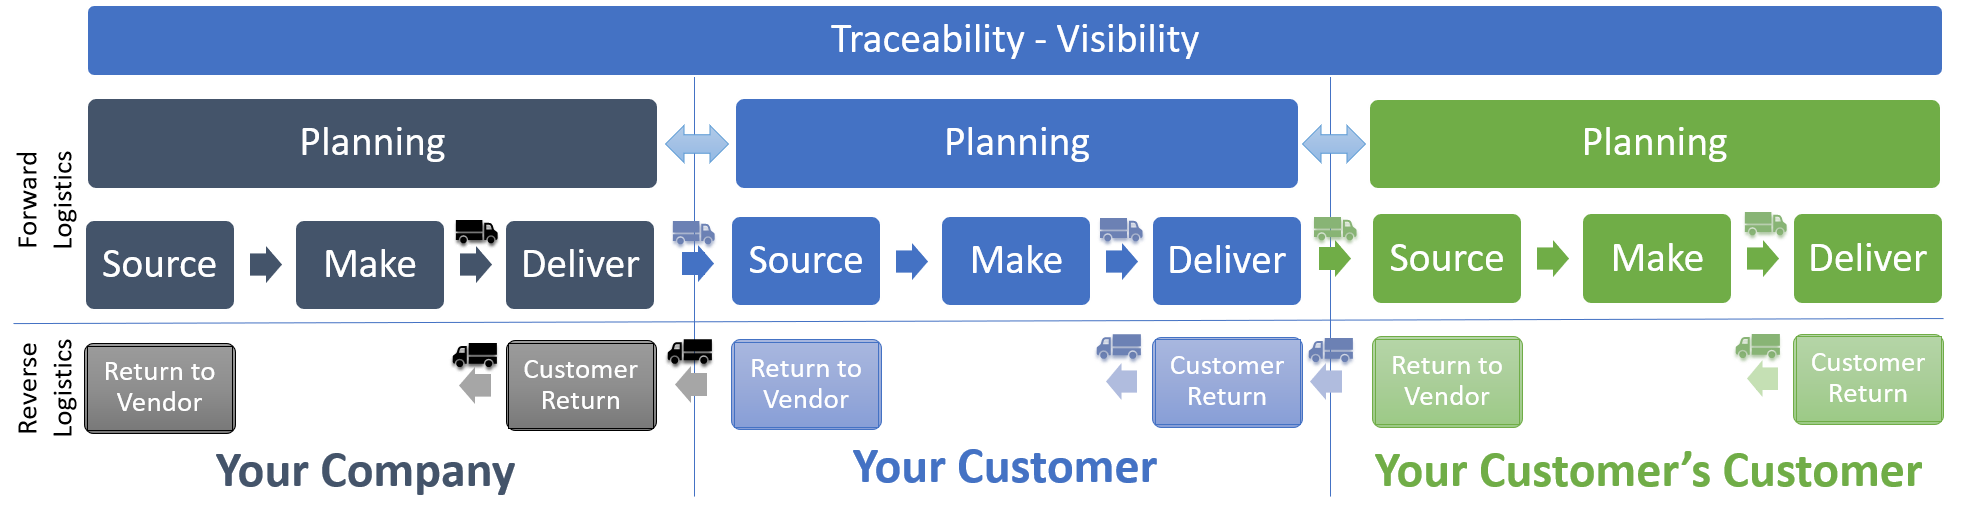 Traceability - Visibility
Planning
Planning
Planning
Forward
Logistics
Source
Make
Deliver
Source
Make
Deliver
Source
Make
Deliver
Reverse
Logistics
Return to
Vendor
Customer
Return
Return to
Vendor
Customer
Return
Return to
Vendor
Customer
Return
Your Company
Your Customer
Your Customer’s Customer